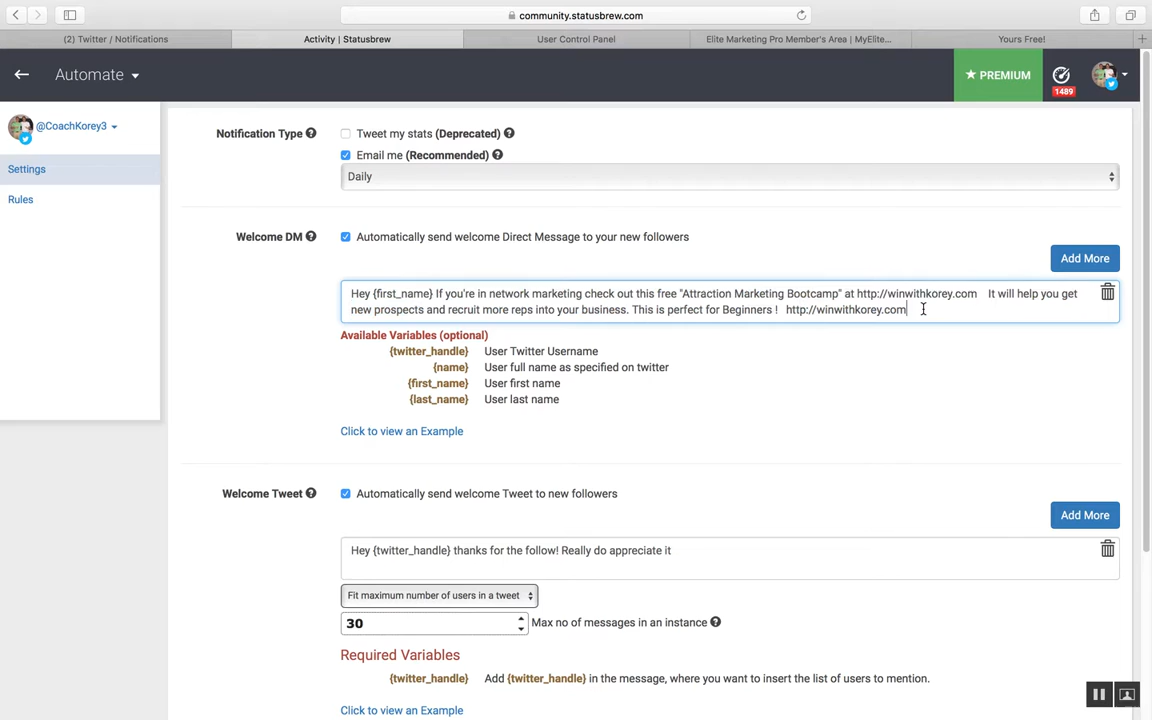 community.statusbrew.com
(2) Twitter / Notifications
Activity | Statusbrew
User Control Panel
Elite Marketing Pro Member's Area | MyElite...
Yours Free!
Automate
★ PREMIUM
1489
@CoachKorey3
Settings
Rules
Notification Type
Tweet my stats (Deprecated)
Email me (Recommended)
Daily
Welcome DM
Automatically send welcome Direct Message to your new followers
Add More
Hey {first_name} If you're in network marketing check out this free "Attraction Marketing Bootcamp" at http://winwithkorey.com It will help you get
new prospects and recruit more reps into your business. This is perfect for Beginners ! http://winwithkorey.com
Available Variables (optional)
{twitter_handle} User Twitter Username
{name} User full name as specified on twitter
{first_name} User first name
{last_name} User last name
Click to view an Example
Welcome Tweet
Automatically send welcome Tweet to new followers
Add More
Hey {twitter_handle} thanks for the follow! Really do appreciate it
Fit maximum number of users in a tweet
30 Max no of messages in an instance
Required Variables
{twitter_handle} Add {twitter_handle} in the message, where you want to insert the list of users to mention.
Click to view an Example